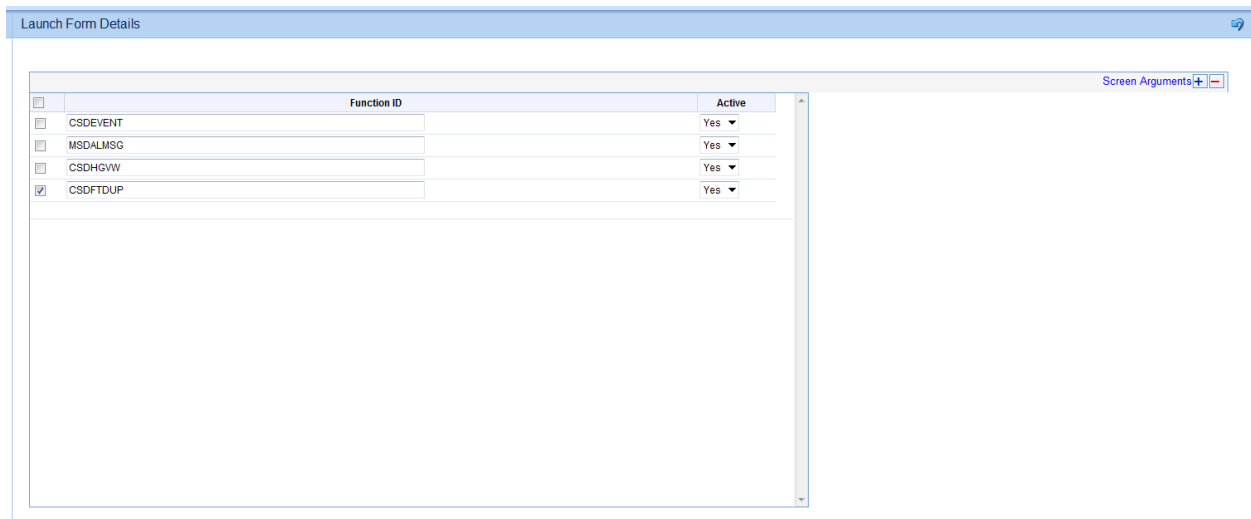 Launch Form Details
Screen Arguments
Function ID Active
CSDEVENT Yes
MSDALMSG Yes
CSDHGVW Yes
CSDFTDUP Yes